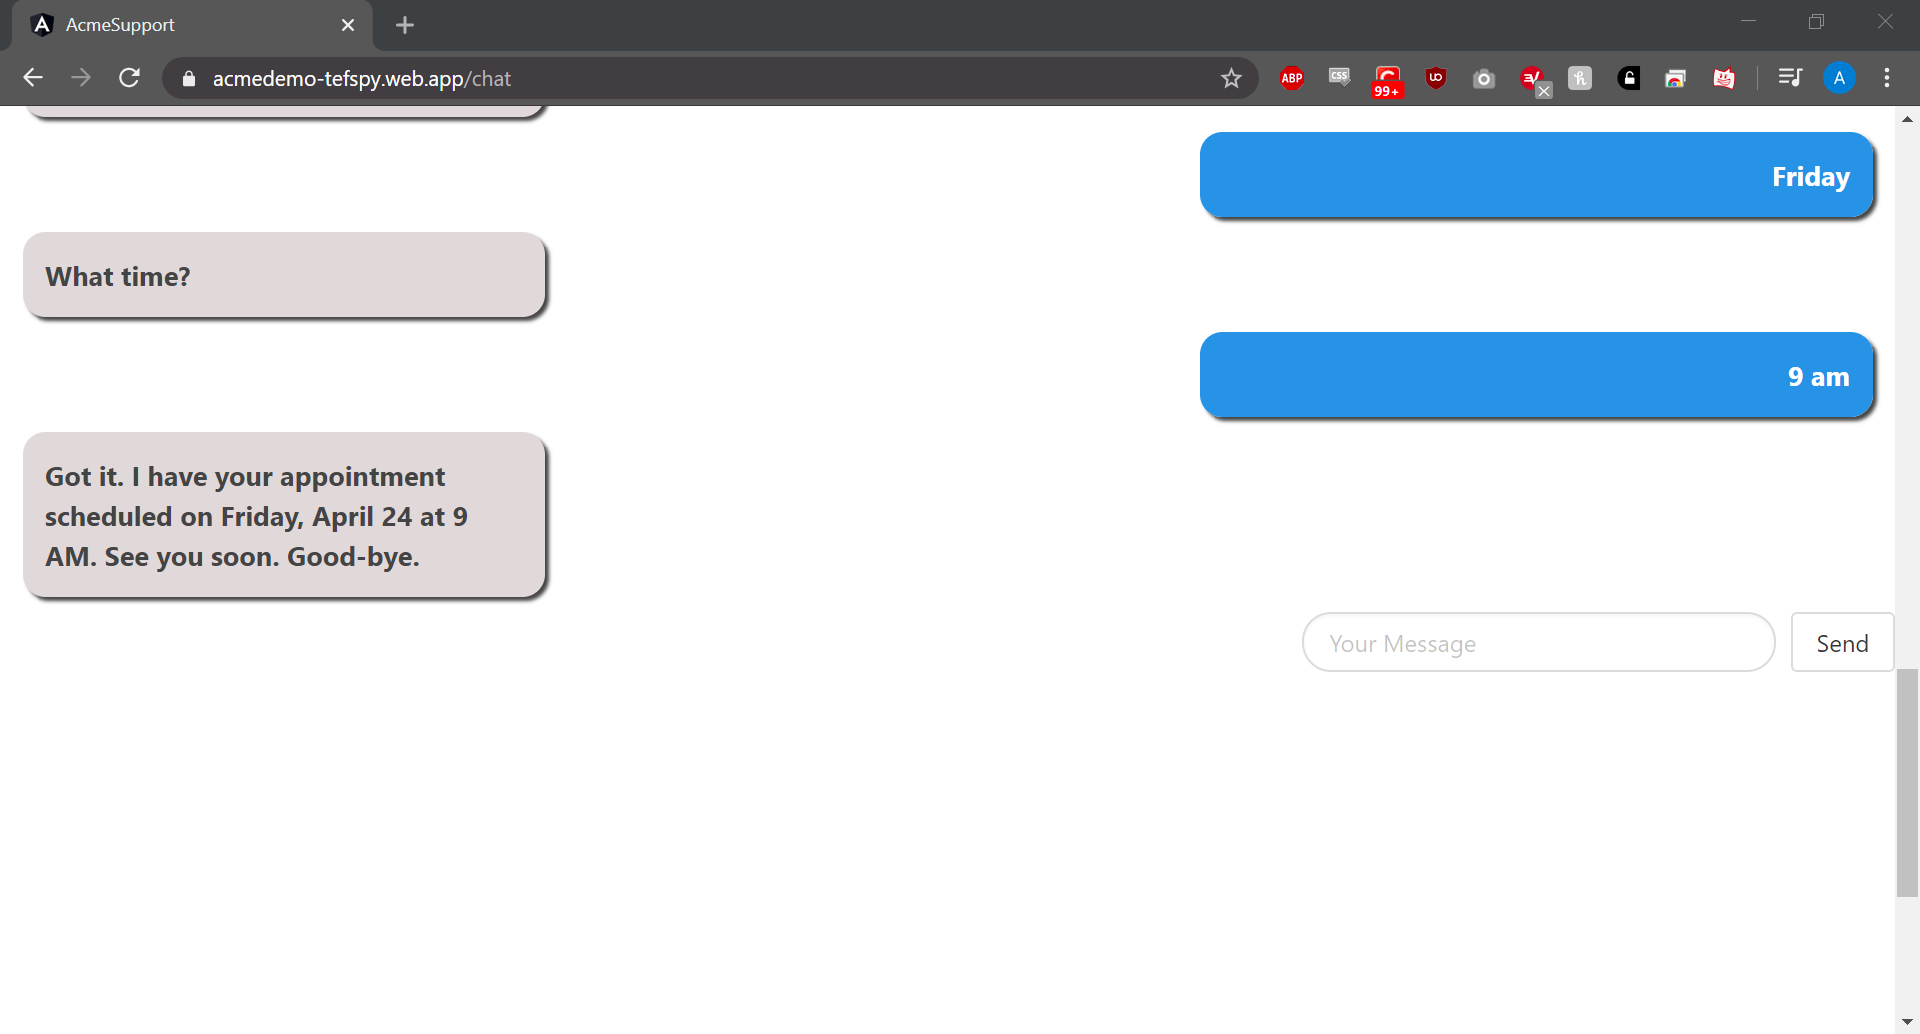 AcmeSupport
acmedemo-tefspy.web.app/chat
ABP
CSS
99+
A
Friday
What time?
9 am
Got it. I have your appointment
scheduled on Friday, April 24 at 9
AM. See you soon. Good-bye.
Your Message
Send